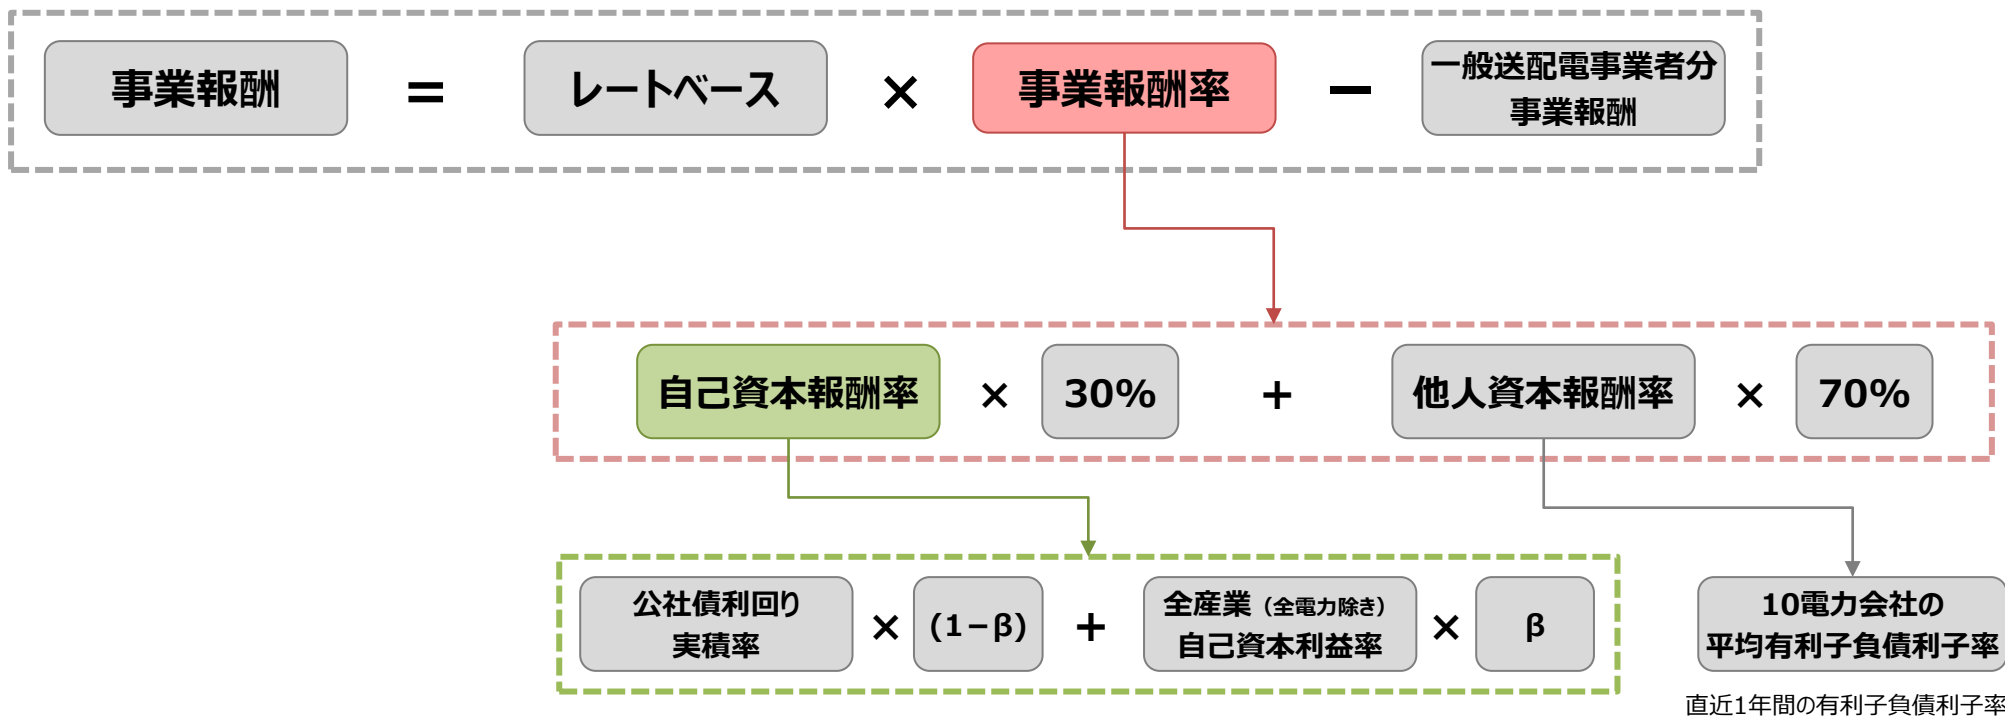 事業報酬 = レートベース × 事業報酬率 － 一般送配電事業者分
事業報酬
自己資本報酬率 × 30% + 他人資本報酬率 × 70%
公社債利回り
実積率
× (1－β) +
全産業（全電力除き）
自己資本利益率
× β
10電力会社の
平均有利子負債利子率
直近1年間の有利子負債利子率